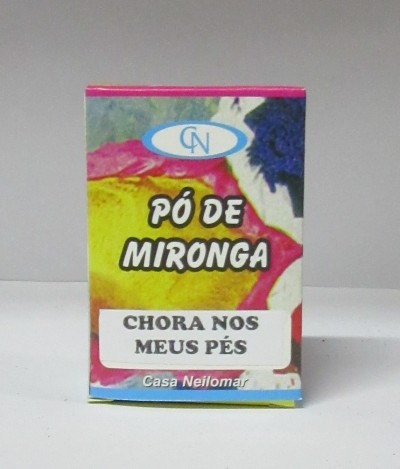 CN
PÓ DE
MIRONGA
CHORA NOS
MEUS PÉS
Casa Neilomar